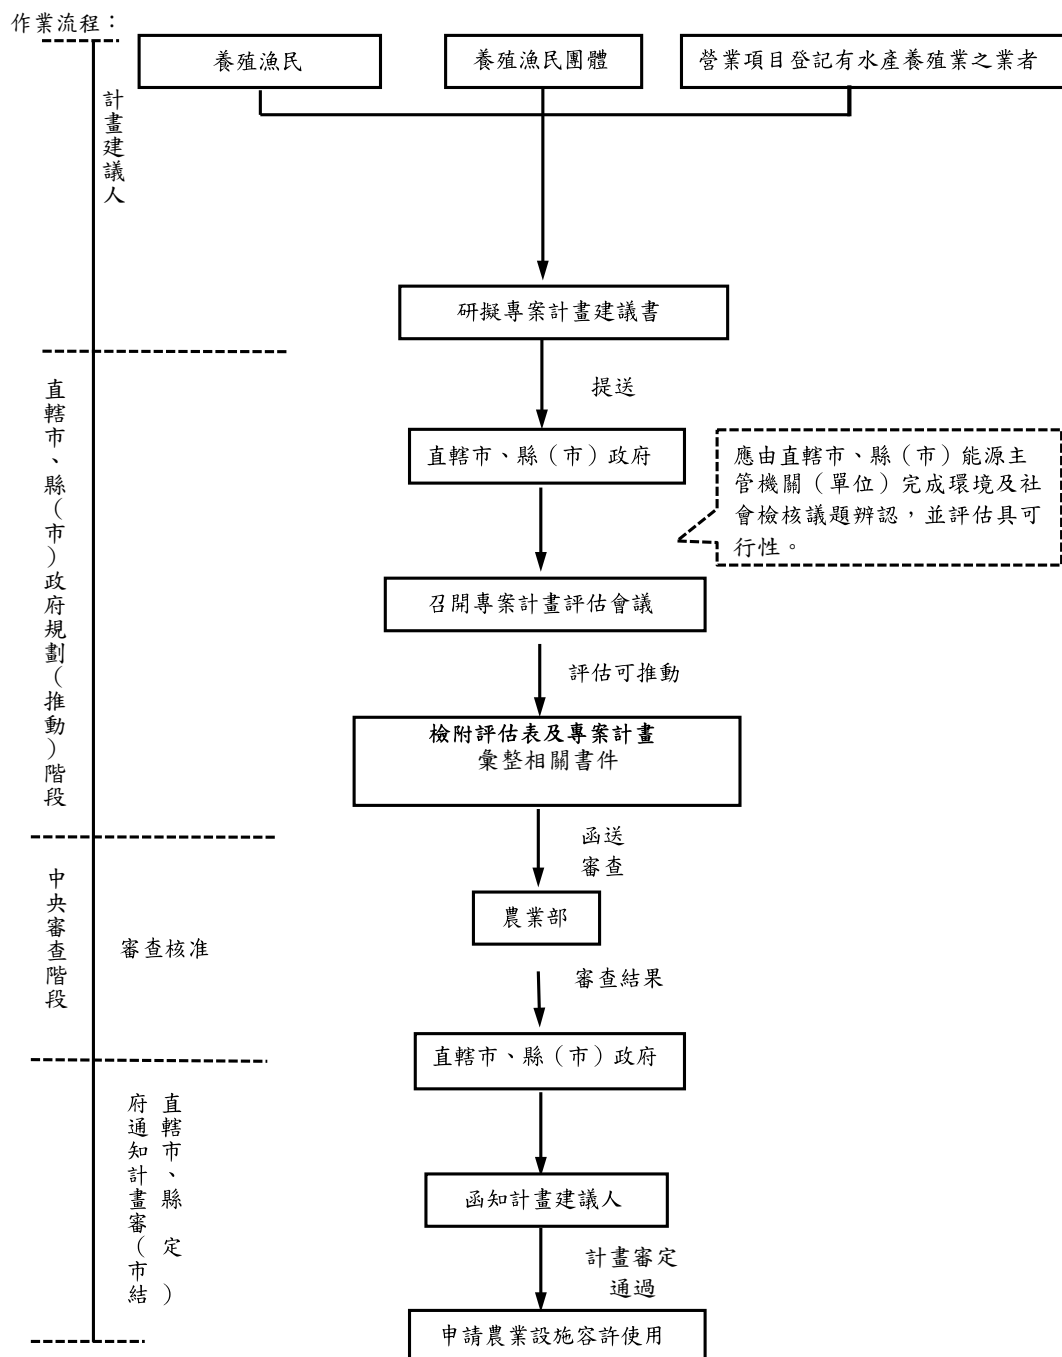 作業流程：
養殖漁民
養殖漁民團體
營業項目登記有水產養殖業之業者
計畫建議人
研擬專案計畫建議書
提送
直轄市、縣（市）政府規劃（推動）階段
直轄市、縣（市）政府
應由直轄市、縣（市）能源主
管機關（單位）完成環境及社
會檢核議題辨認，並評估具可
行性。
召開專案計畫評估會議
評估可推動
檢附評估表及專案計畫
彙整相關書件
函送
審查
中央審查階段
農業部
審查核准
審查結果
直轄市、縣（市）政府
直轄市、縣　定）
府通知計畫審（市結
函知計畫建議人
計畫審定
通過
申請農業設施容許使用